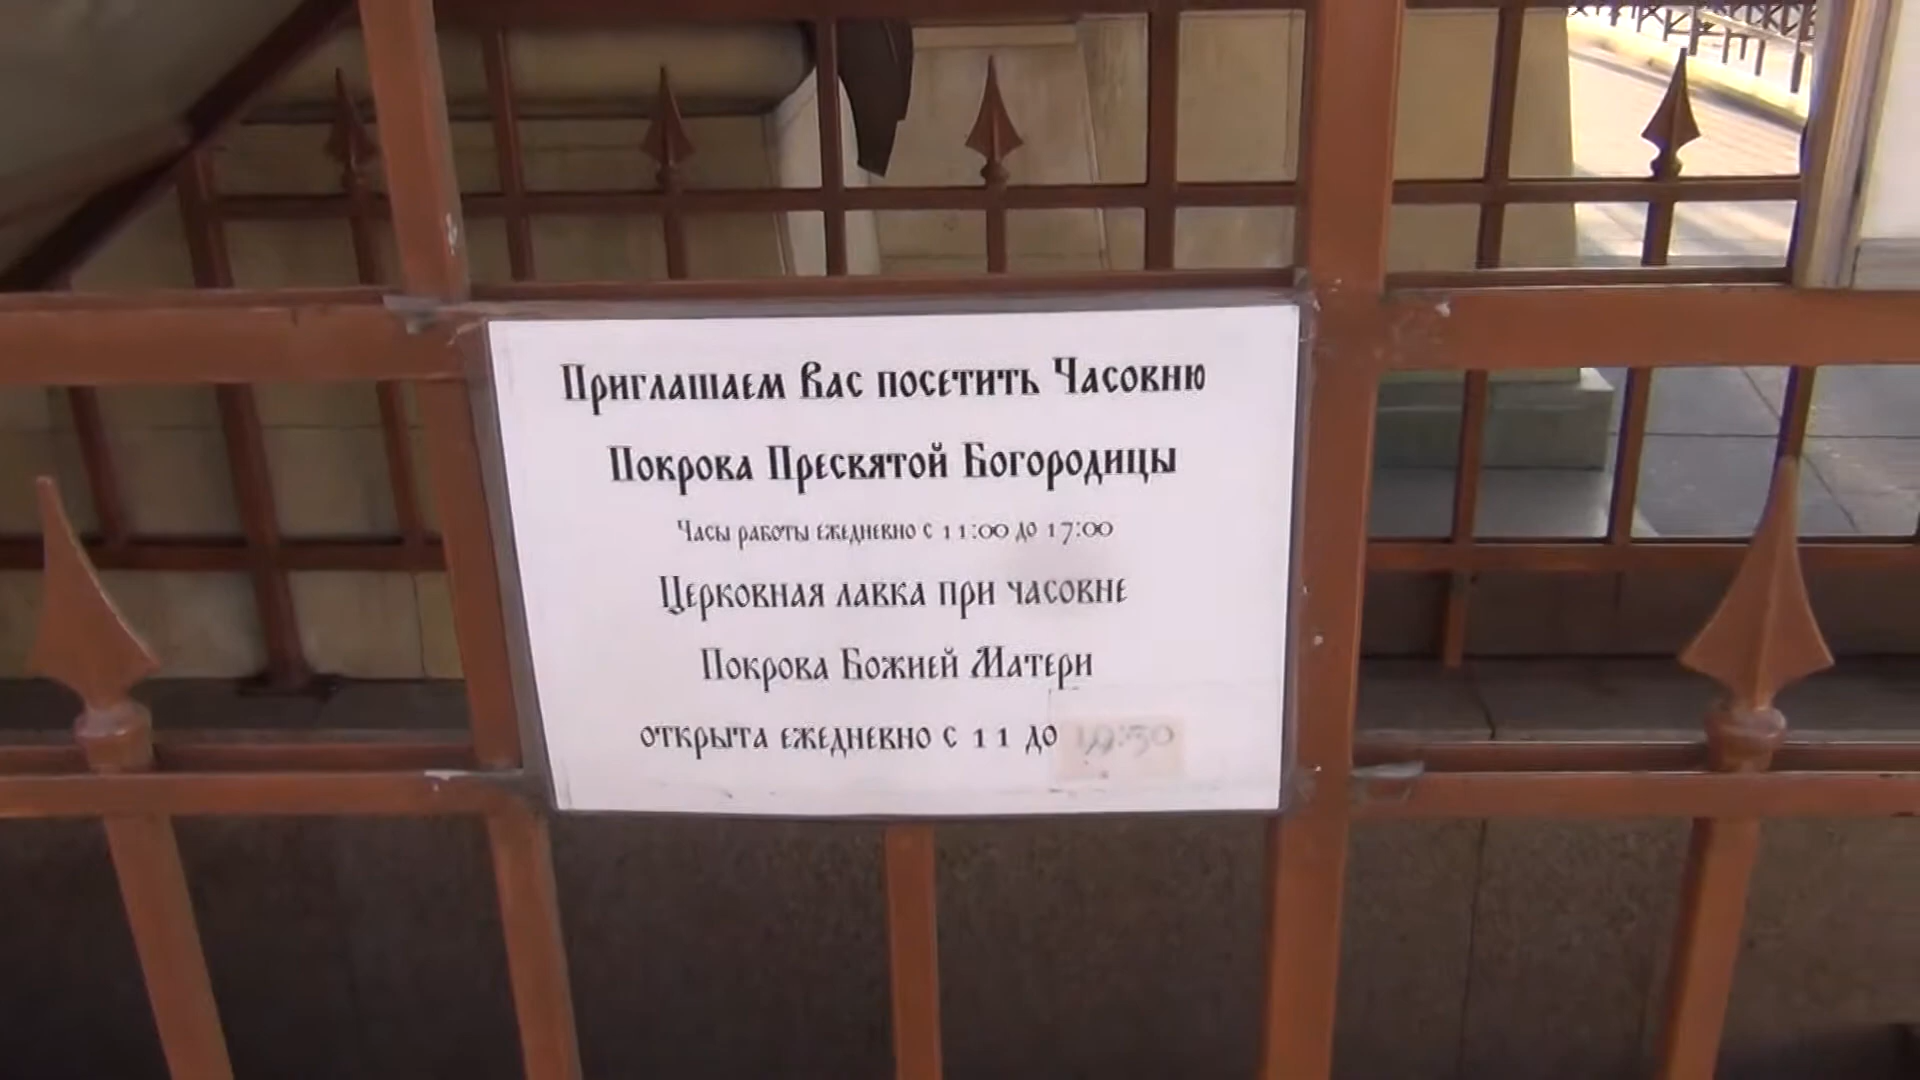 Приглашаем Вас посетить Часовню
Покрова Пресвятой Богородицы
Часы работы ежедневно с 11:00 до 17:00
Церковная лавка при часовне
Покрова Божией Матери
открыта ежедневно с 11 до